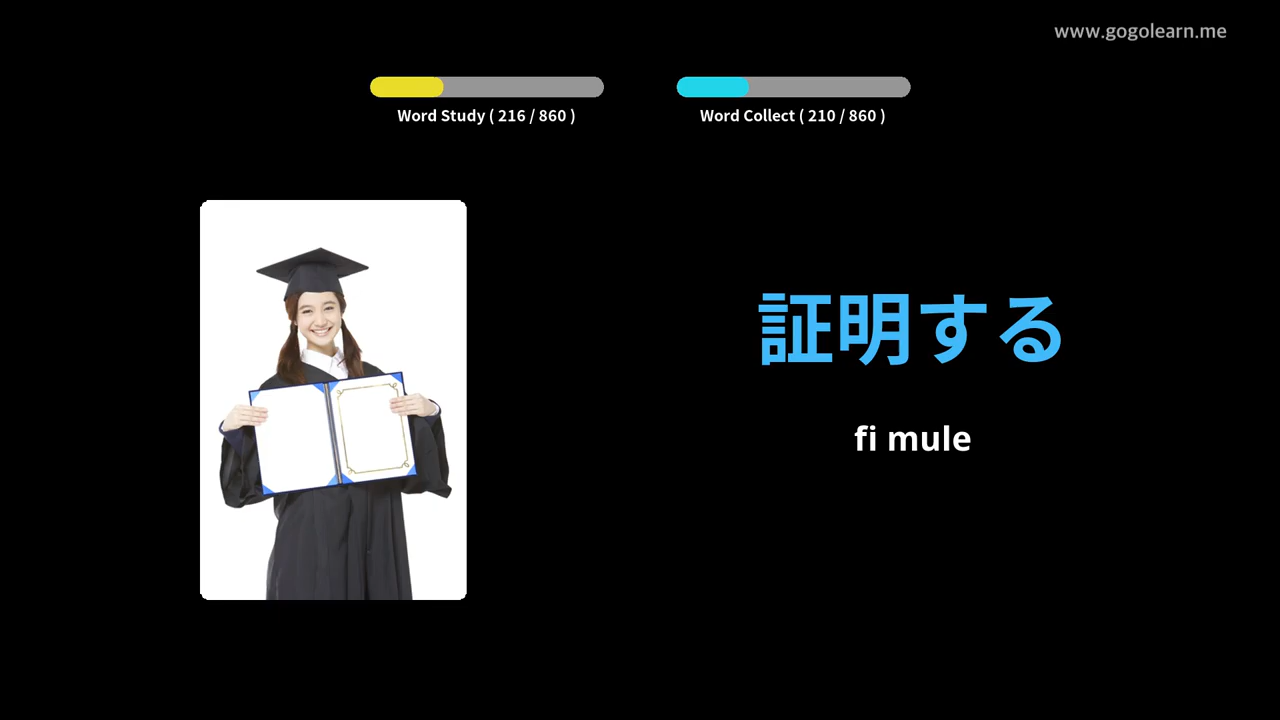 www.gogolearn.me
Word Study ( 216 / 860 )
Word Collect ( 210 / 860 )
証明する
fi mule